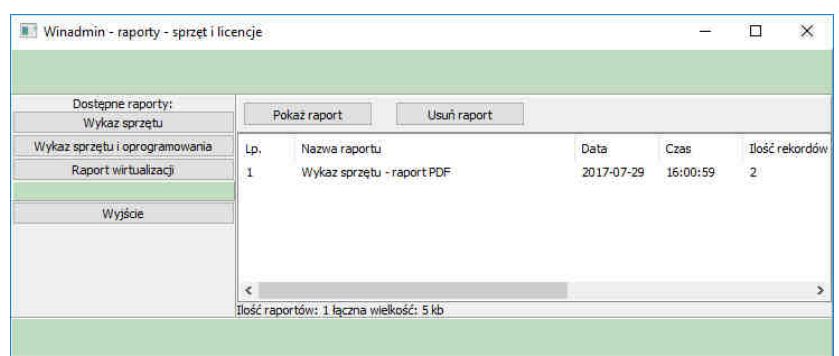 Winadmin - raporty - sprzęt i licencje
Dostępne raporty:
Wykaz sprzętu
Wykaz sprzętu i oprogramowania
Raport wirtualizacji
Wyjście
Pokaż raport Usuń raport
Lp. Nazwa raportu Data Czas Ilość rekordów
1 Wykaz sprzętu - raport PDF 2017-07-29 16:00:59 2
Ilość raportów: 1 łączna wielkość: 5 kb